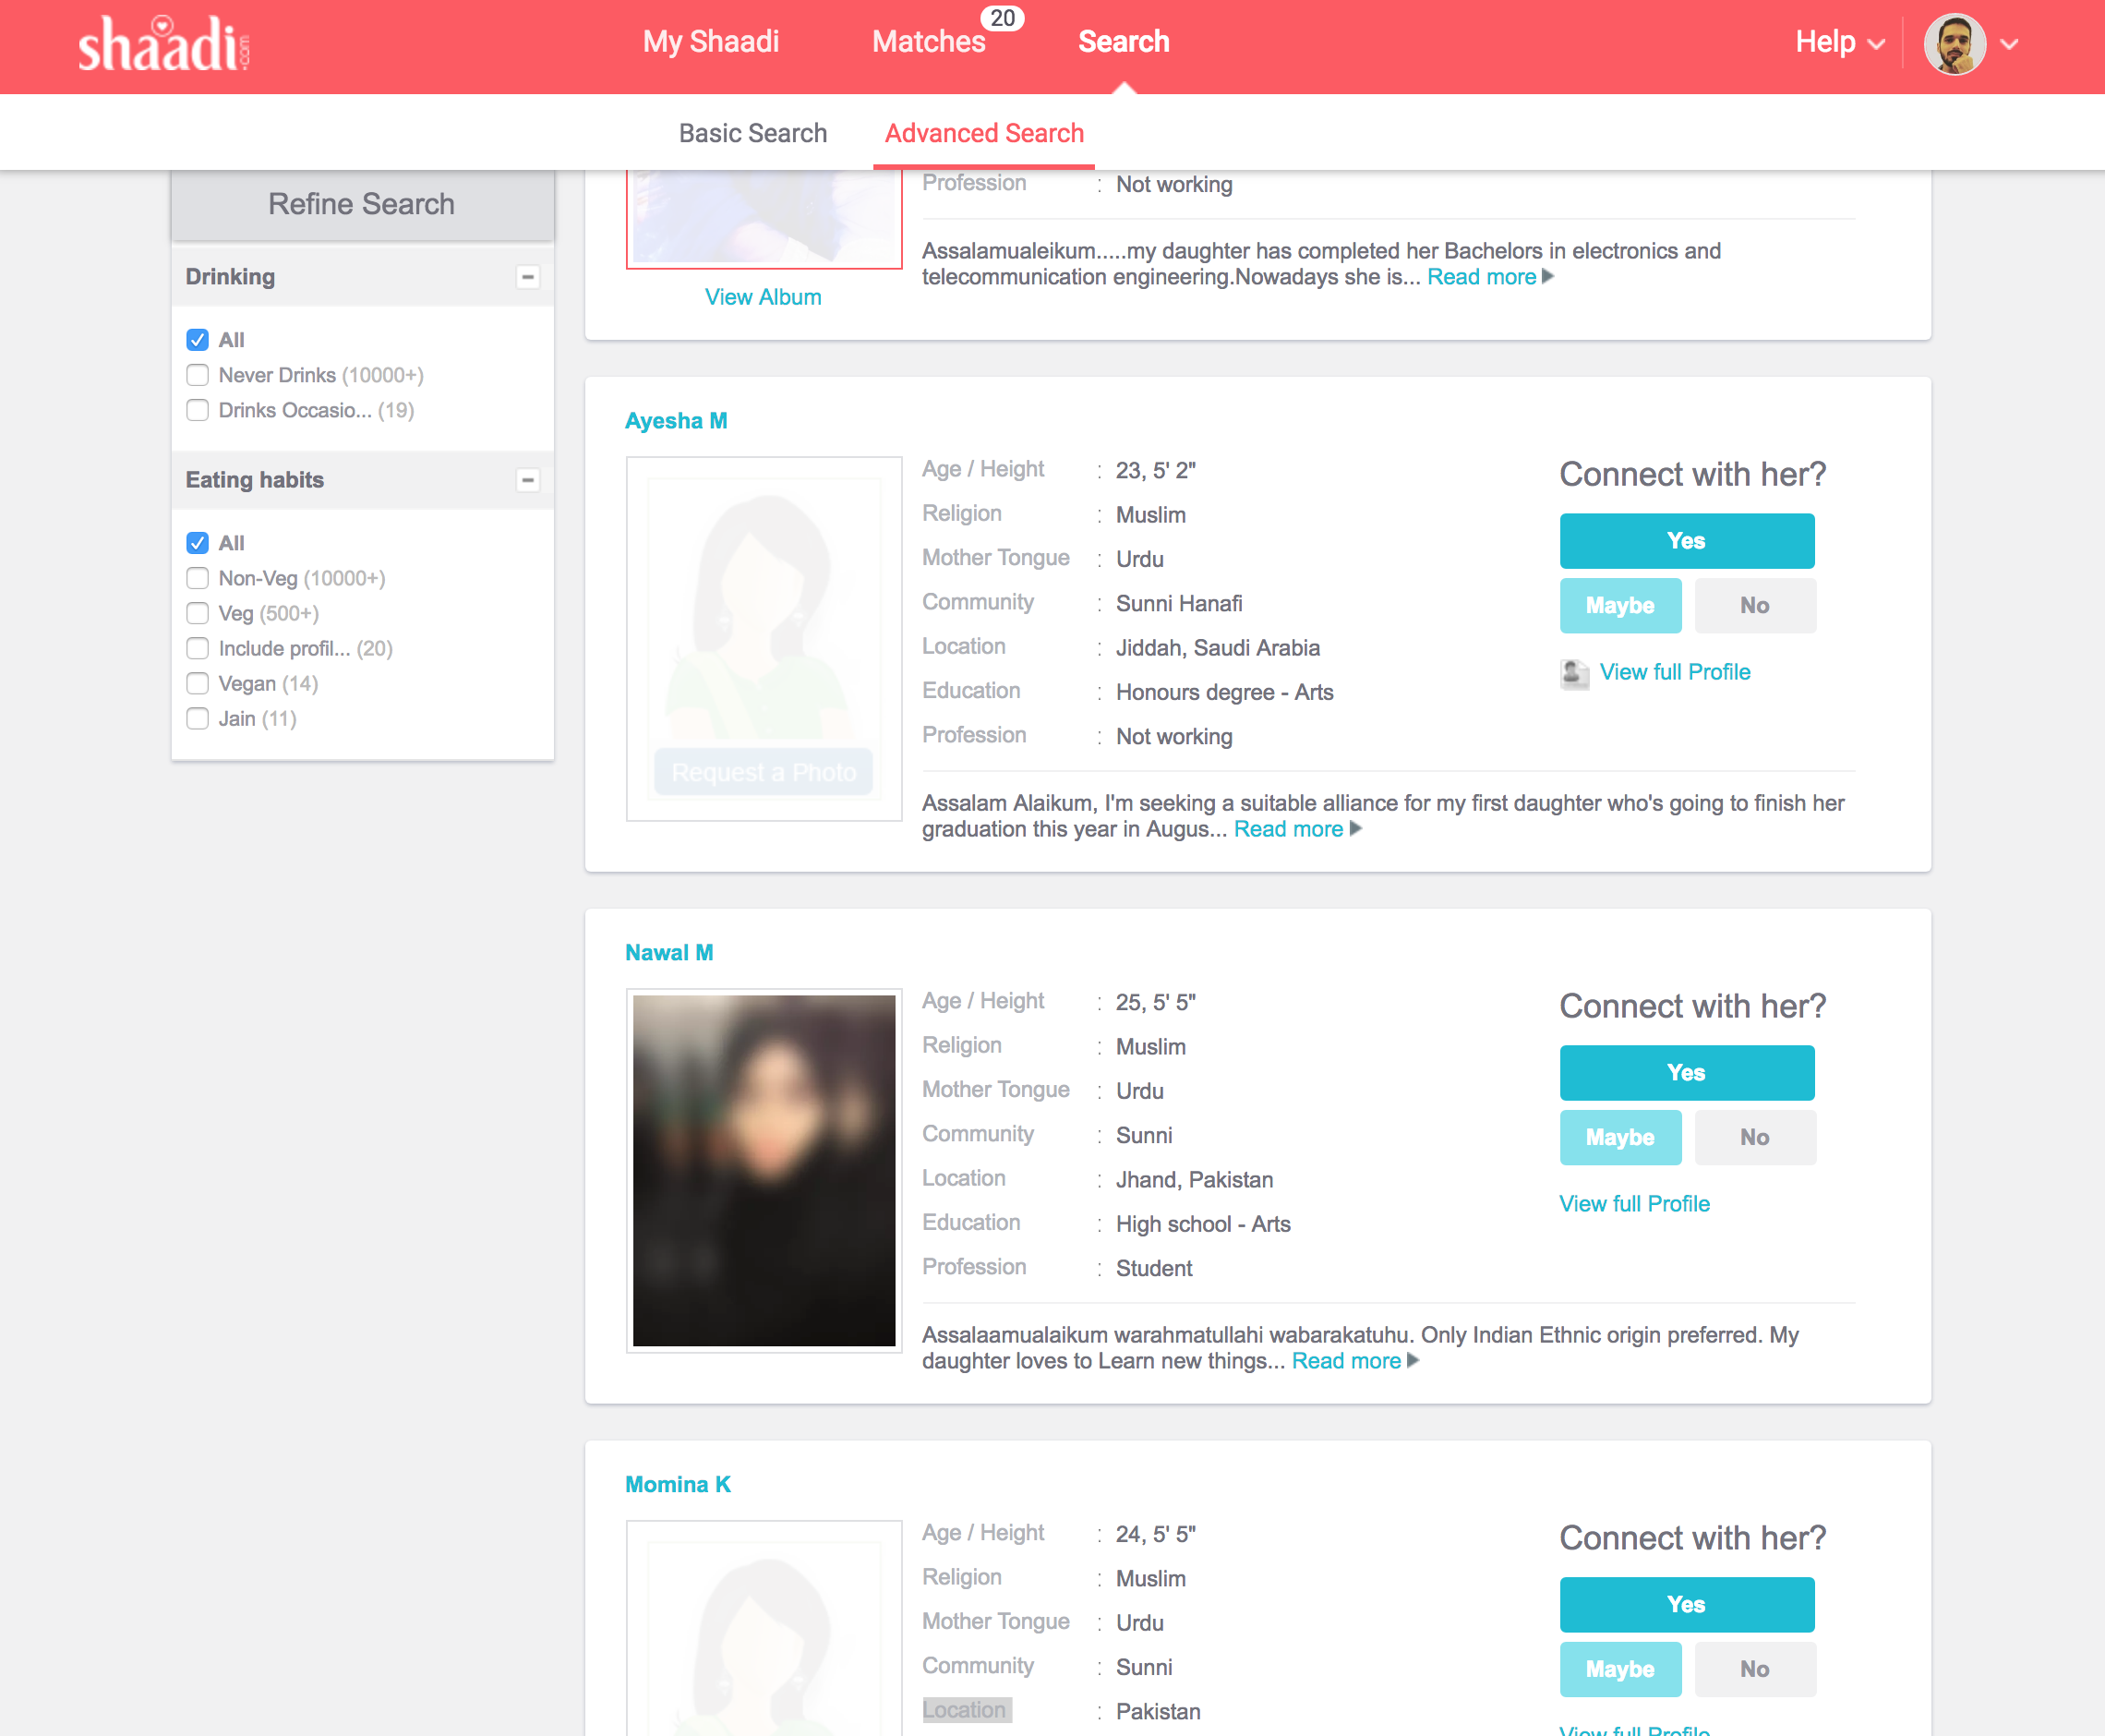 shaadi.com
My Shaadi
Matches
20
Search
Help
Basic Search
Advanced Search
Refine Search
Drinking
All
Never Drinks (10000+)
Drinks Occasio... (19)
Eating habits
All
Non-Veg (10000+)
Veg (500+)
Include profil... (20)
Vegan (14)
Jain (11)
View Album
Profession : Not working
Assalamualeikum.....my daughter has completed her Bachelors in electronics and
telecommunication engineering.Nowadays she is... Read more
Ayesha M
Request a Photo
Age / Height : 23, 5' 2"
Religion : Muslim
Mother Tongue : Urdu
Community : Sunni Hanafi
Location : Jiddah, Saudi Arabia
Education : Honours degree - Arts
Profession : Not working
Assalam Alaikum, I'm seeking a suitable alliance for my first daughter who's going to finish her
graduation this year in Augus... Read more
Connect with her?
Yes
Maybe
No
View full Profile
Nawal M
Age / Height : 25, 5' 5"
Religion : Muslim
Mother Tongue : Urdu
Community : Sunni
Location : Jhand, Pakistan
Education : High school - Arts
Profession : Student
Assalaamualaikum warahmatullahi wabarakatuhu. Only Indian Ethnic origin preferred. My
daughter loves to Learn new things... Read more
Connect with her?
Yes
Maybe
No
View full Profile
Momina K
Age / Height : 24, 5' 5"
Religion : Muslim
Mother Tongue : Urdu
Community : Sunni
Location : Pakistan
Connect with her?
Yes
Maybe
No
View full Profile